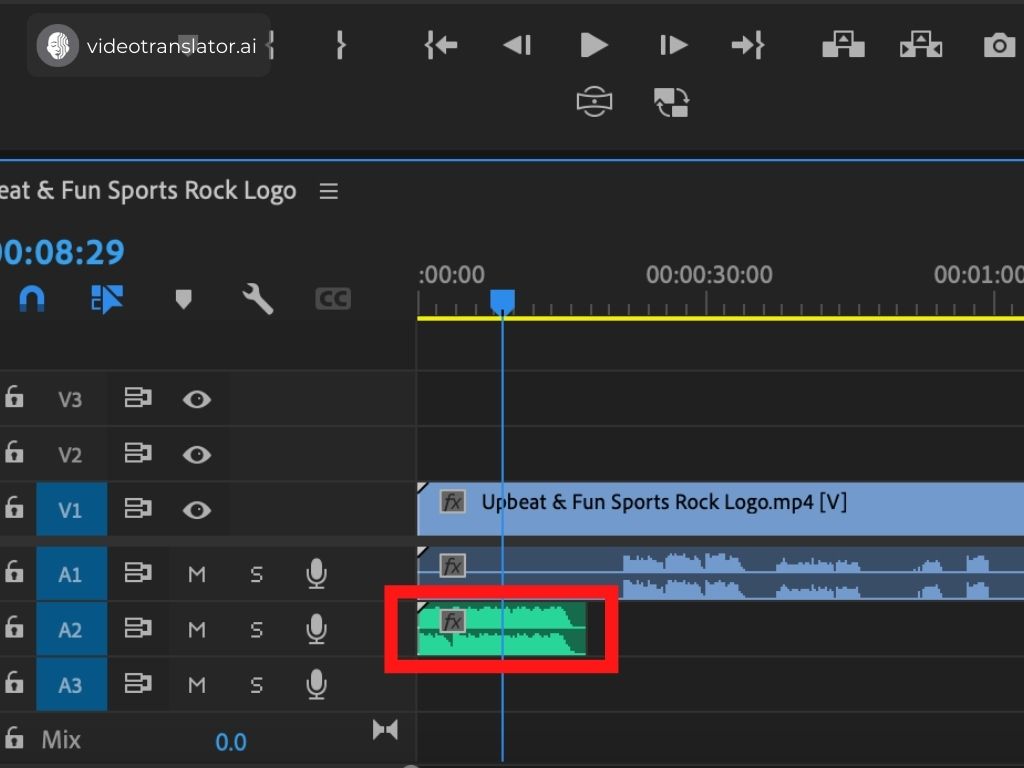 videotranslator.ai
eat & Fun Sports Rock Logo
00:08:29
:00:00
00:00:30:00
00:01:00
CC
V3
V2
V1
fx
Upbeat & Fun Sports Rock Logo.mp4 [V]
A1
M
S
fx
A2
M
S
fx
A3
M
S
Mix
0.0